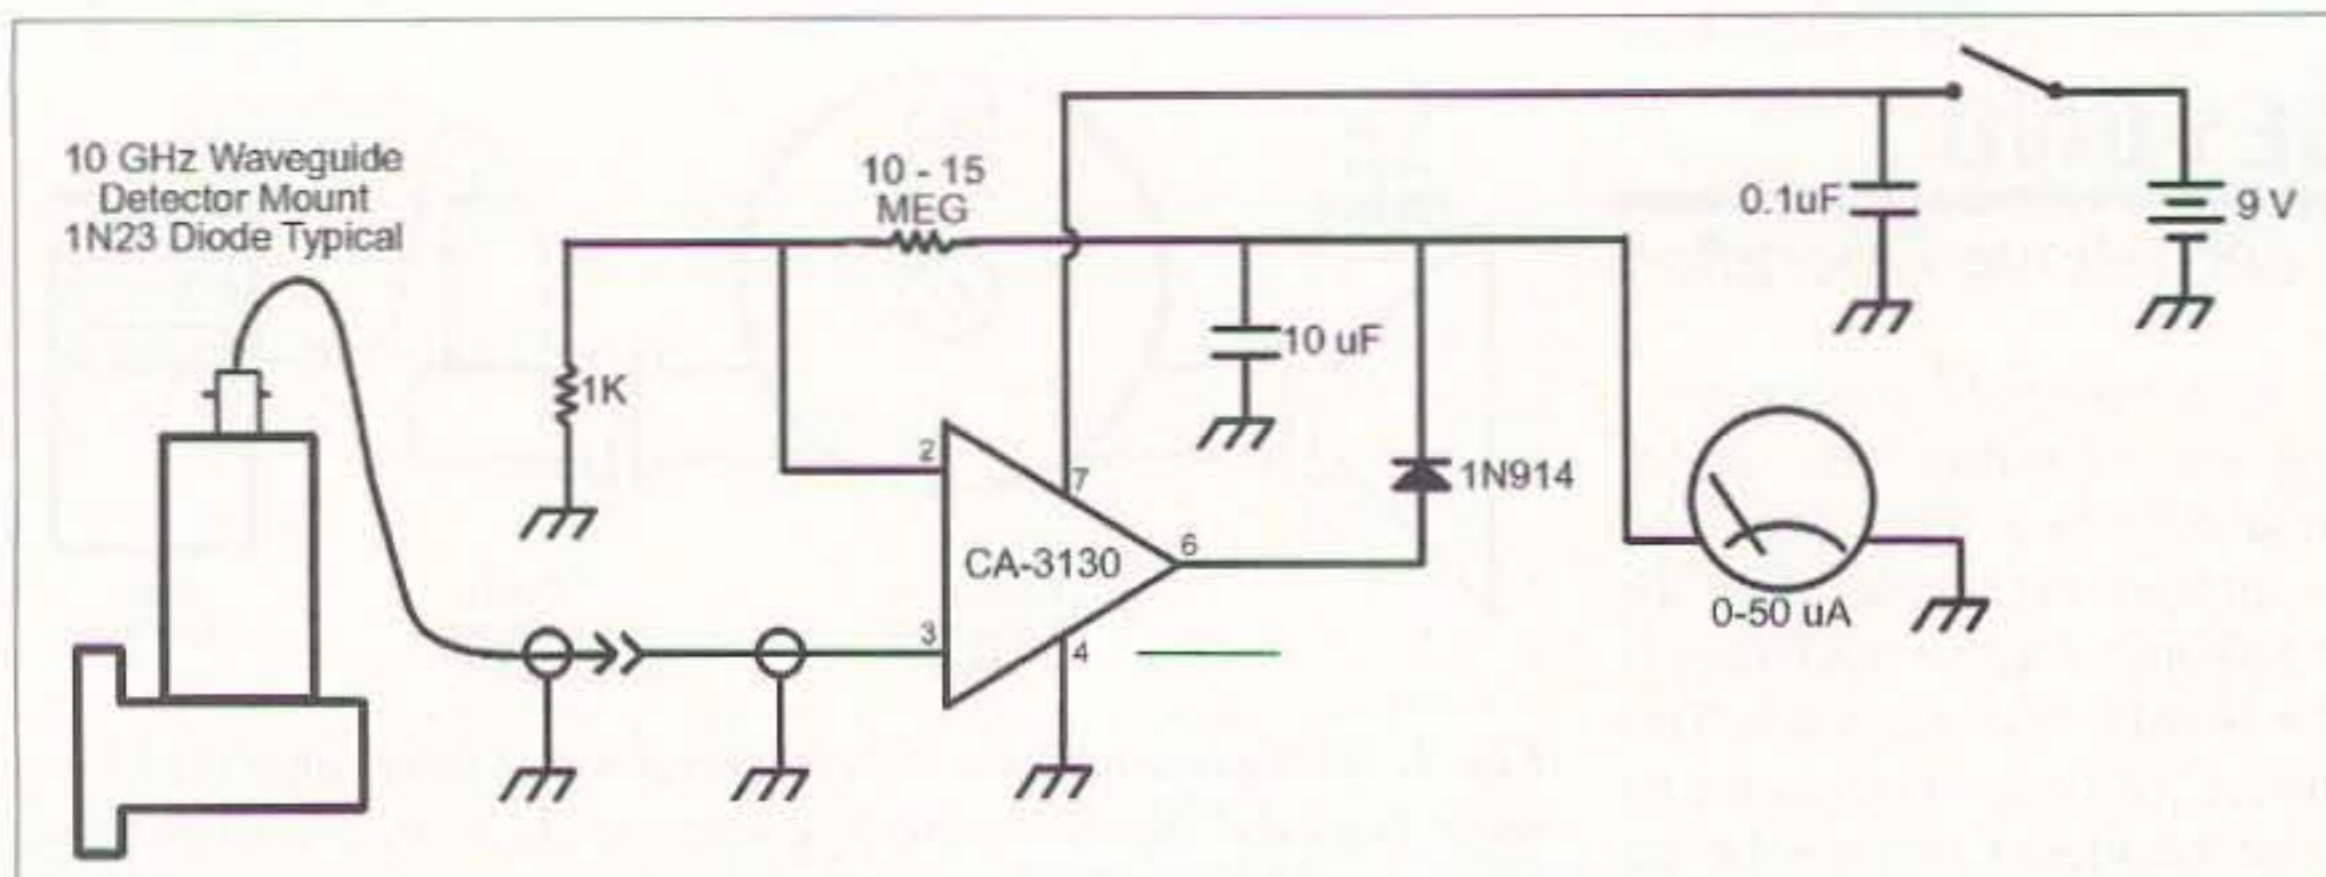 10 GHz Waveguide
Detector Mount
1N23 Diode Typical
10 - 15
MEG
1K
2
3
CA-3130
7
4
6
10 uF
1N914
0.1uF
9 V
0-50 uA